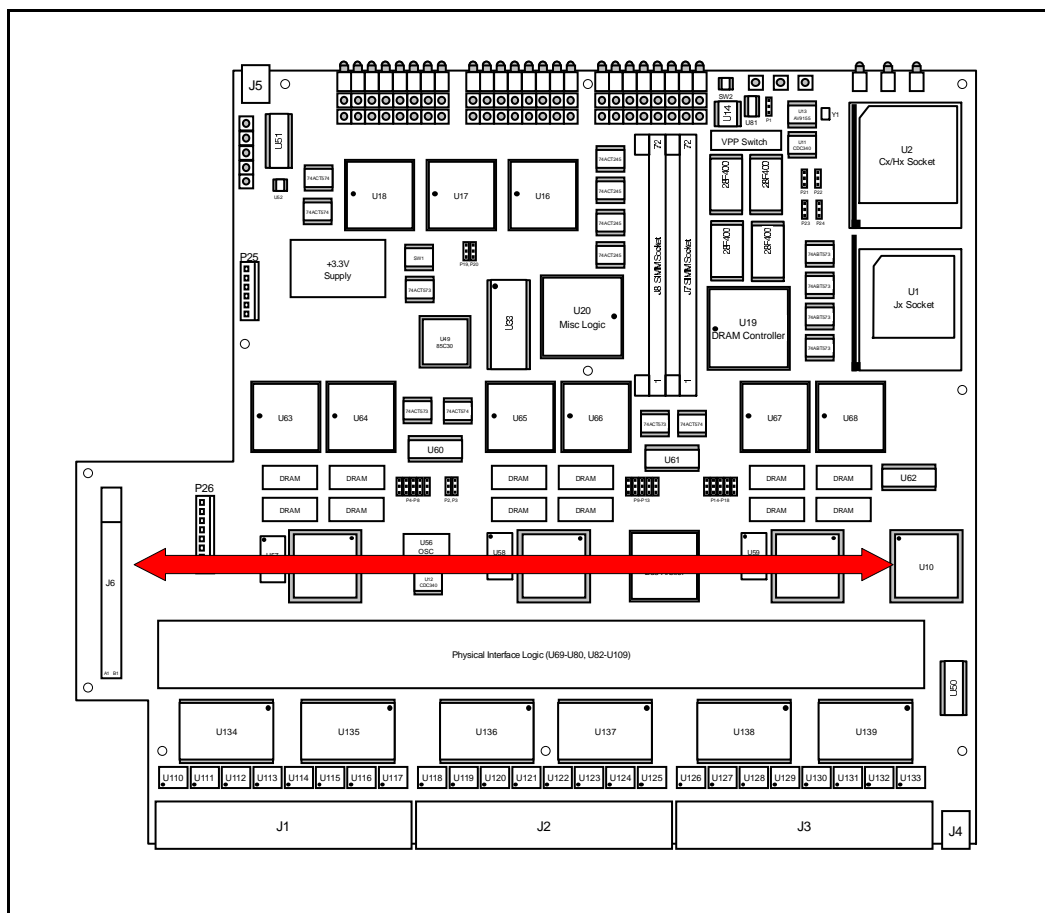 J5
SW2
U14
U81
P1
U13
AV9155
Y1
U51
VPP Switch
U11
CDC340
U2
Cx/Hx Socket
72
72
U52
74ACT574
74ACT574
U18
U17
U16
74ACT245
74ACT245
74ACT245
74ACT245
J8 SIMM Socket
J7 SIMM Socket
28F400
28F400
28F400
28F400
P21
P22
P23
P24
P25
+3.3V
Supply
SW1
P19, P20
74ACT573
U49
85C30
U33
U20
Misc Logic
U19
DRAM Controller
74ABT573
74ABT573
74ABT573
74ABT573
U1
Jx Socket
1
1
U63
U64
74ACT573
74ACT574
U65
U66
74ACT573
74ACT574
U67
U68
U60
U61
U62
P26
DRAM
DRAM
DRAM
DRAM
DRAM
DRAM
DRAM
DRAM
DRAM
DRAM
DRAM
DRAM
P4-P8
P2, P3
P9-P13
P14-P18
J6
A1 B1
U57
U56
OSC
U12
CDC340
U58
U59
U10
Physical Interface Logic (U69-U80, U82-U109)
U50
U134
U135
U136
U137
U138
U139
U110 U111 U112 U113 U114 U115 U116 U117
U118 U119 U120 U121 U122 U123 U124 U125
U126 U127 U128 U129 U130 U131 U132 U133
J1
J2
J3
J4